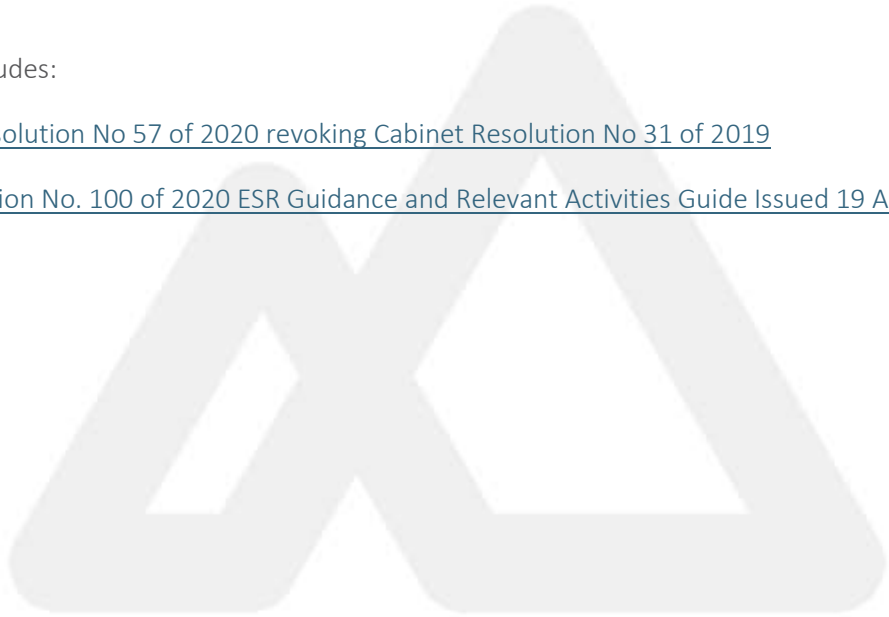 udes:
solution No 57 of 2020 revoking Cabinet Resolution No 31 of 2019
ion No. 100 of 2020 ESR Guidance and Relevant Activities Guide Issued 19 A